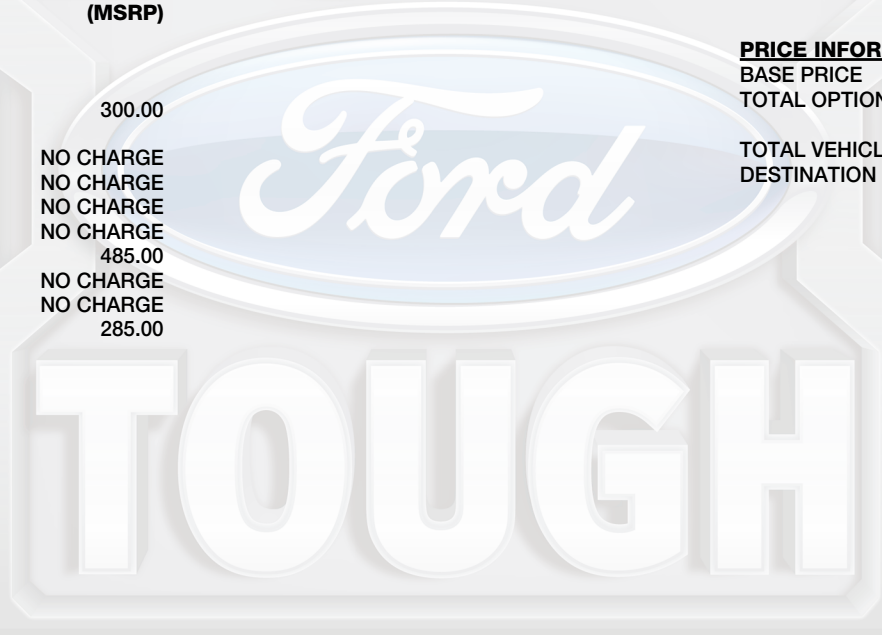 (MSRP)
300.00
NO CHARGE
NO CHARGE
NO CHARGE
NO CHARGE
485.00
NO CHARGE
NO CHARGE
285.00
PRICE INFOR
BASE PRICE
TOTAL OPTION
TOTAL VEHICL
DESTINATION
Ford
TOUGH